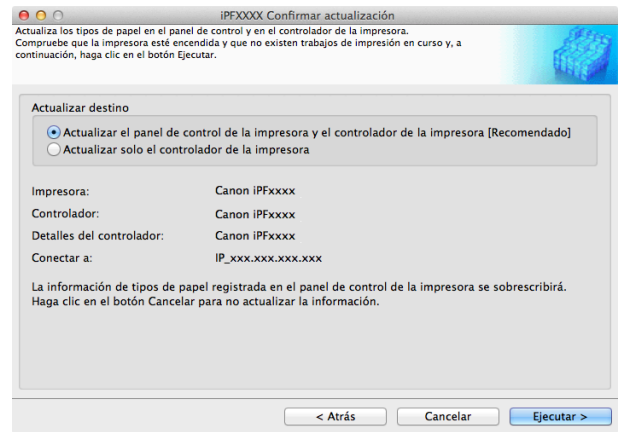 iPFXXXX Confirmar actualización
Actualiza los tipos de papel en el panel de control y en el controlador de la impresora.
Compruebe que la impresora esté encendida y que no existen trabajos de impresión en curso y, a
continuación, haga clic en el botón Ejecutar.
Actualizar destino
Actualizar el panel de control de la impresora y el controlador de la impresora [Recomendado]
Actualizar solo el controlador de la impresora
Impresora: Canon iPFxxxx
Controlador: Canon iPFxxxx
Detalles del controlador: Canon iPFxxxx
Conectar a: IP_xxx.xxx.xxx.xxx
La información de tipos de papel registrada en el panel de control de la impresora se sobrescribirá.
Haga clic en el botón Cancelar para no actualizar la información.
< Atrás Cancelar Ejecutar >